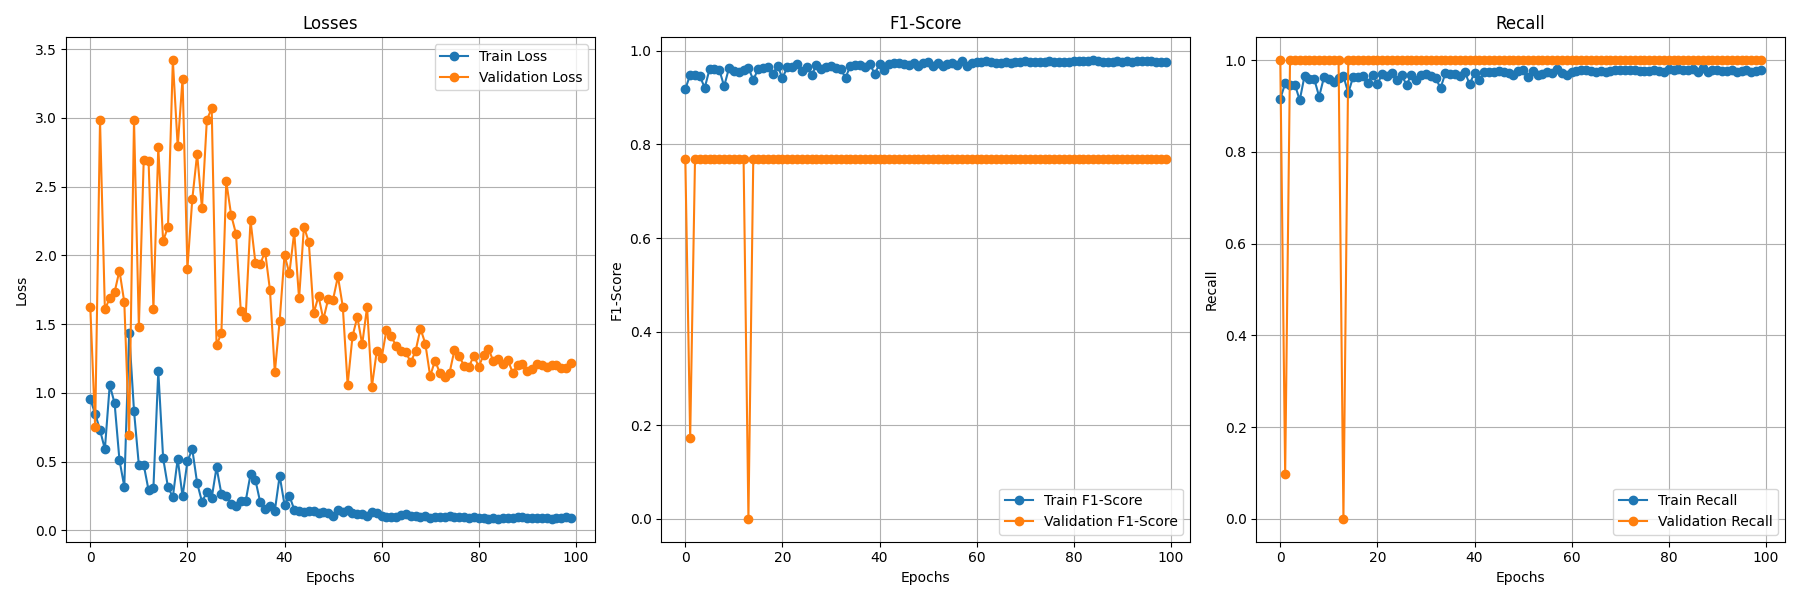 Losses
3.5
3.0
2.5
2.0
1.5
1.0
0.5
0.0
Loss
Train Loss
Validation Loss
0 20 40 60 80 100
Epochs
F1-Score
1.0
0.8
0.6
0.4
0.2
0.0
F1-Score
Train F1-Score
Validation F1-Score
0 20 40 60 80 100
Epochs
Recall
1.0
0.8
0.6
0.4
0.2
0.0
Recall
Train Recall
Validation Recall
0 20 40 60 80 100
Epochs